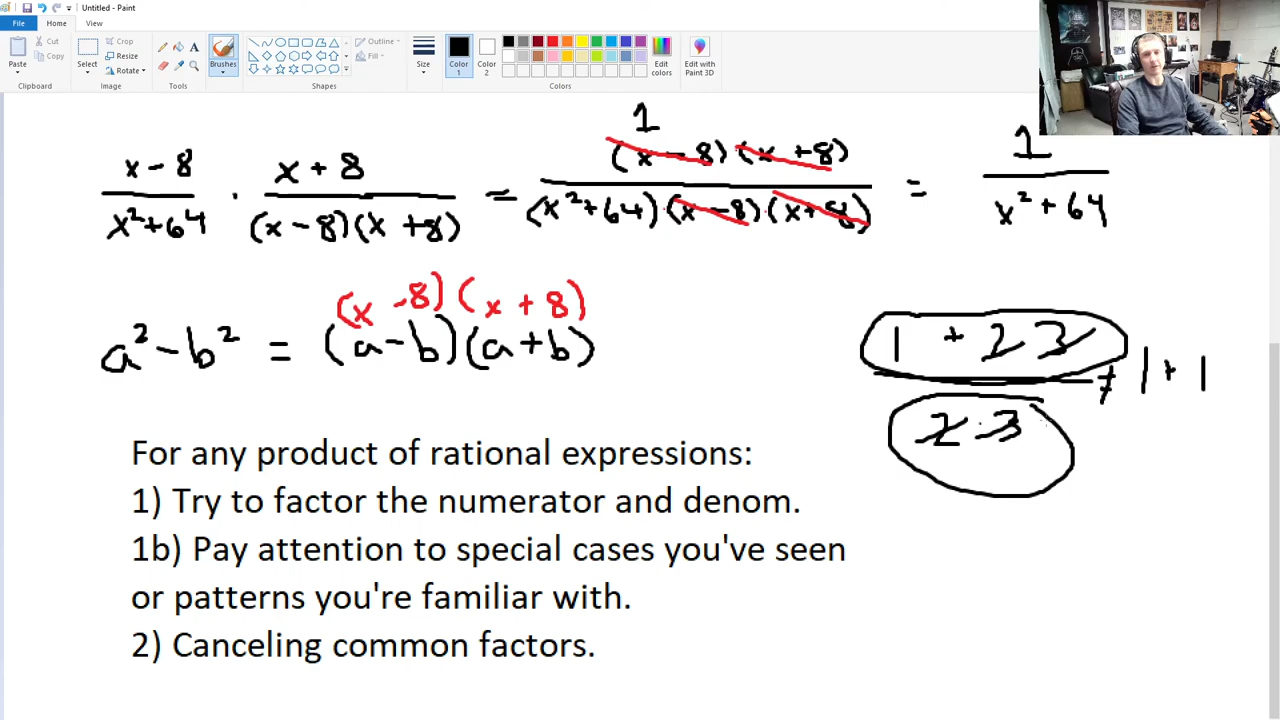 Untitled - Paint
File Home View
Paste Cut Copy Select Crop Resize Rotate Brushes Outline Fill Size Color 1 Color 2 Edit colors Edit with Paint 3D
Clipboard Image Tools Shapes Colors
x - 8 / x² + 64 · x + 8 / (x - 8)(x + 8) = 1 (x - 8)(x + 8) / (x² + 64)(x - 8)(x + 8) = 1 / x² + 64
(x - 8)(x + 8)
a² - b² = (a - b)(a + b)
1 + 2 3 / 2 · 3 ≠ 1 + 1
For any product of rational expressions:
1) Try to factor the numerator and denom.
1b) Pay attention to special cases you've seen
or patterns you're familiar with.
2) Canceling common factors.